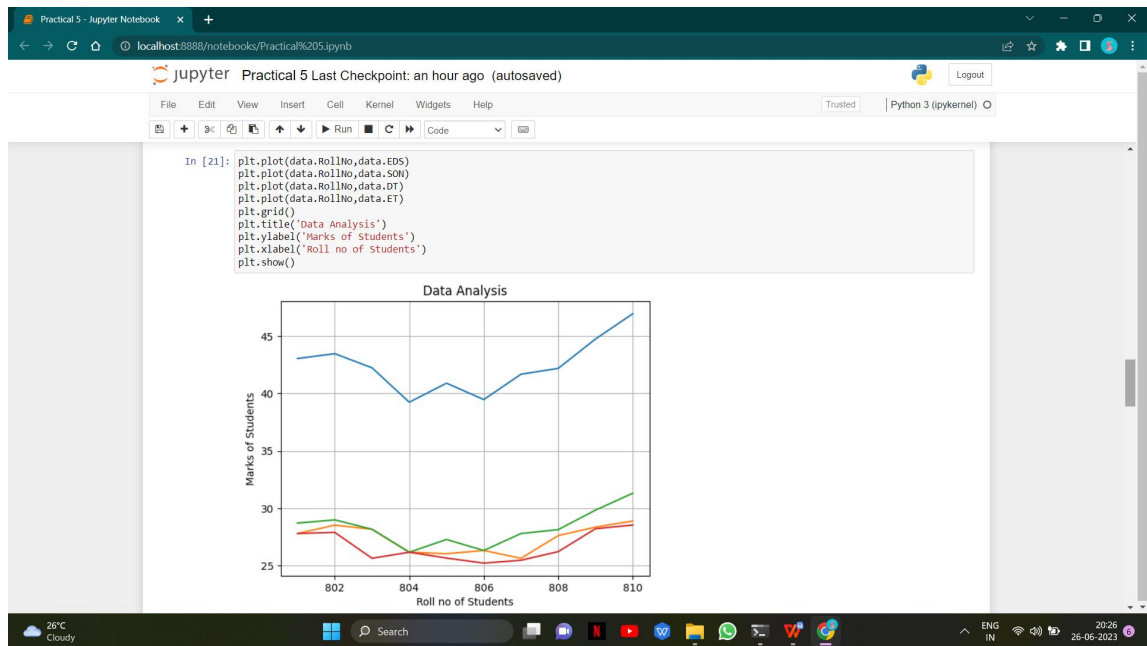 Practical 5 - Jupyter Notebook
localhost:8888/notebooks/Practical%205.ipynb
jupyter Practical 5 Last Checkpoint: an hour ago (autosaved)
Logout
File Edit View Insert Cell Kernel Widgets Help
Trusted Python 3 (ipykernel)
Run Code
In [21]: plt.plot(data.RollNo,data.EDS)
plt.plot(data.RollNo,data.SON)
plt.plot(data.RollNo,data.DT)
plt.plot(data.RollNo,data.ET)
plt.grid()
plt.title('Data Analysis')
plt.ylabel('Marks of Students')
plt.xlabel('Roll no of Students')
plt.show()
Data Analysis
Marks of Students
45
40
35
30
25
802 804 806 808 810
Roll no of Students
26°C
Cloudy
Search
ENG
IN
20:26
26-06-2023
6